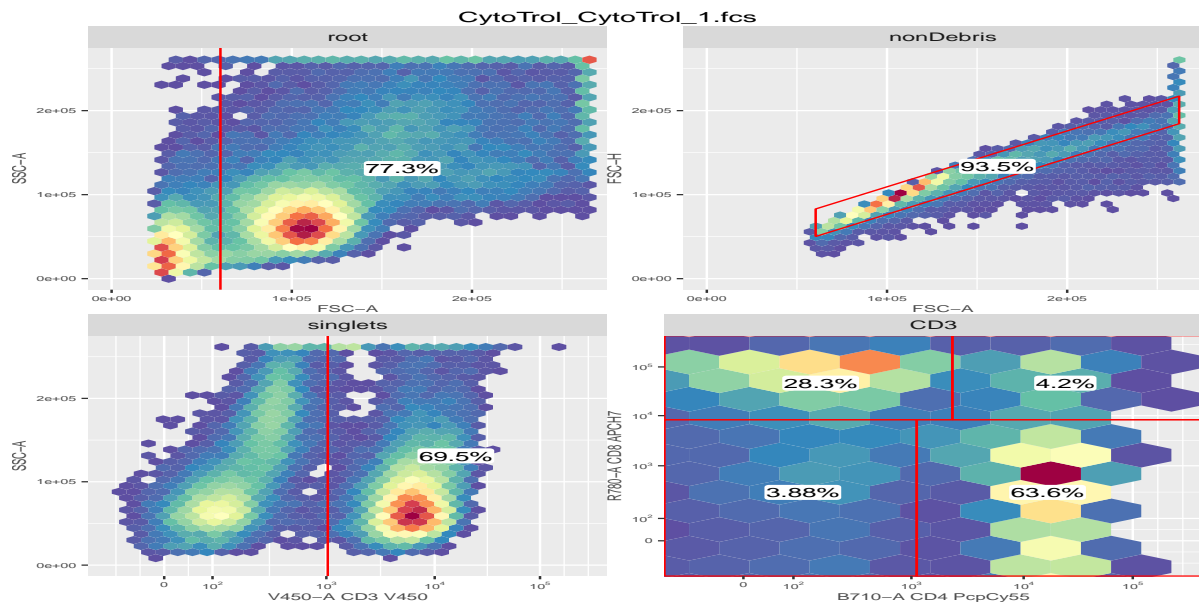 CytoTrol_CytoTrol_1.fcs
root
nonDebris
SSC-A
2e+05
1e+05
0e+00
77.3%
0e+00
1e+05
2e+05
FSC-A
FSC-H
2e+05
1e+05
0e+00
93.5%
0e+00
1e+05
2e+05
FSC-A
singlets
CD3
SSC-A
2e+05
1e+05
0e+00
69.5%
0
10²
10³
10⁴
10⁵
V450-A CD3 V450
R780-A CD8 APCH7
10⁵
10⁴
10³
10²
0
28.3%
4.2%
3.88%
63.6%
0
10²
10³
10⁴
10⁵
B710-A CD4 PcpCy55